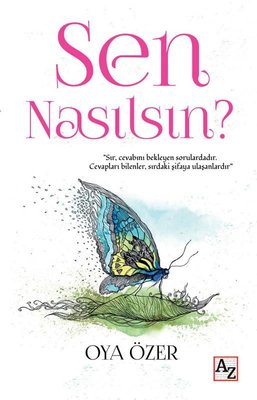 Sen
Nasılsın?
"Sır, cevabını bekleyen sorulardadır.
Cevapları bilenler, sırdaki şifaya ulaşanlardır"
OYA ÖZER
AZ